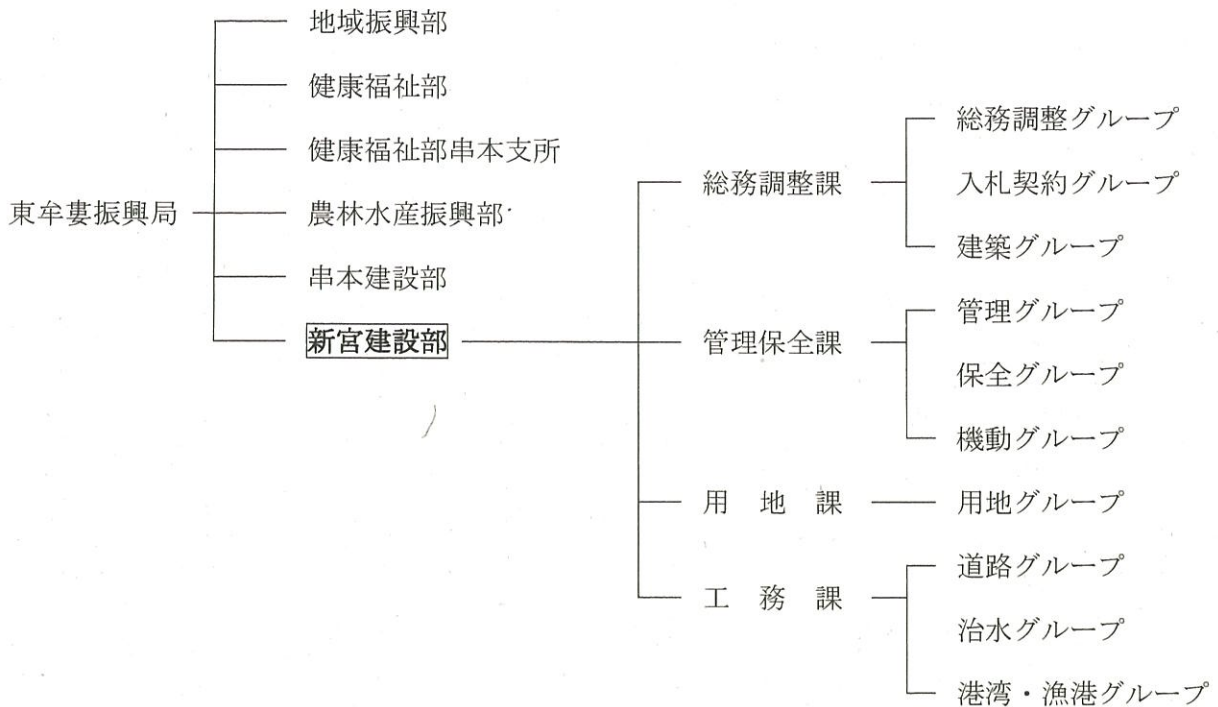 地域振興部
健康福祉部
健康福祉部串本支所
東牟婁振興局
農林水産振興部
串本建設部
新宮建設部
総務調整課
総務調整グループ
入札契約グループ
建築グループ
管理保全課
管理グループ
保全グループ
機動グループ
用地課
用地グループ
工務課
道路グループ
治水グループ
港湾・漁港グループ